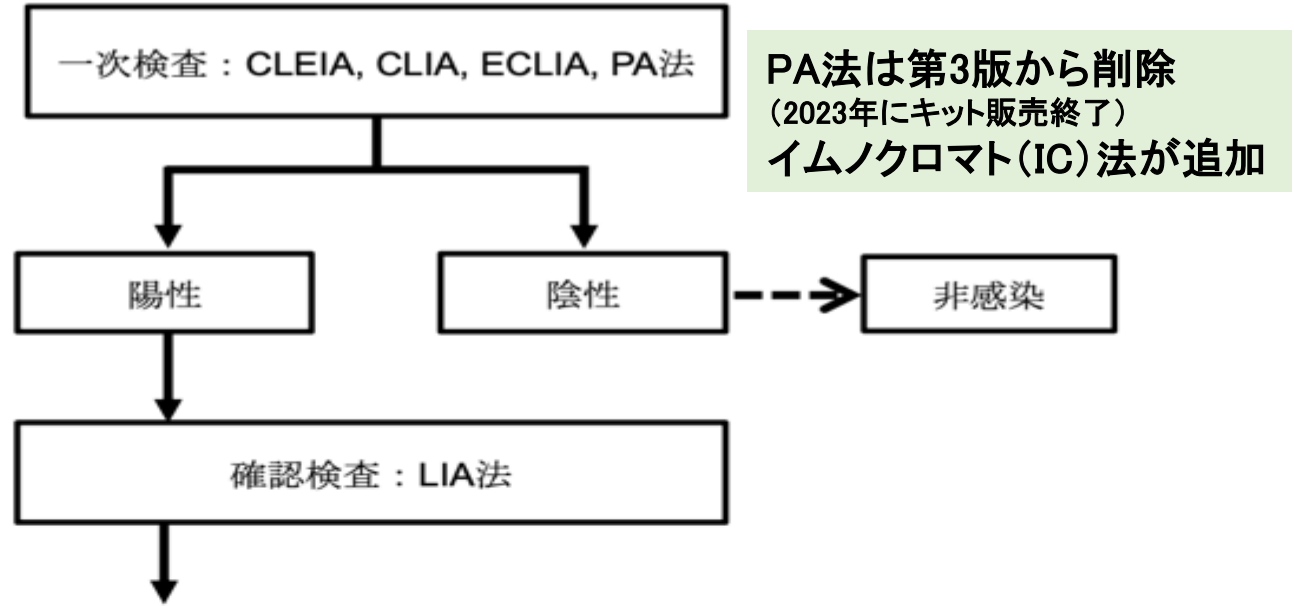 一次検査：CLEIA, CLIA, ECLIA, PA法
PA法は第3版から削除
（2023年にキット販売終了）
イムノクロマト（IC）法が追加
陽性
陰性
非感染
確認検査：LIA法